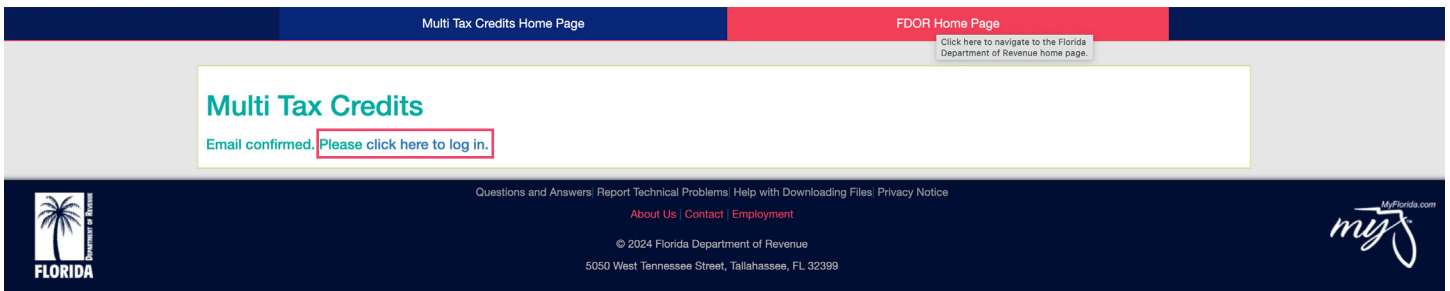 Multi Tax Credits Home Page
FDOR Home Page
Click here to navigate to the Florida
Department of Revenue home page.
Multi Tax Credits
Email confirmed. Please click here to log in.
Questions and Answers| Report Technical Problems| Help with Downloading Files| Privacy Notice
About Us | Contact | Employment
© 2024 Florida Department of Revenue
5050 West Tennessee Street, Tallahassee, FL 32399
DEPARTMENT OF REVENUE
FLORIDA
MyFlorida.com
my